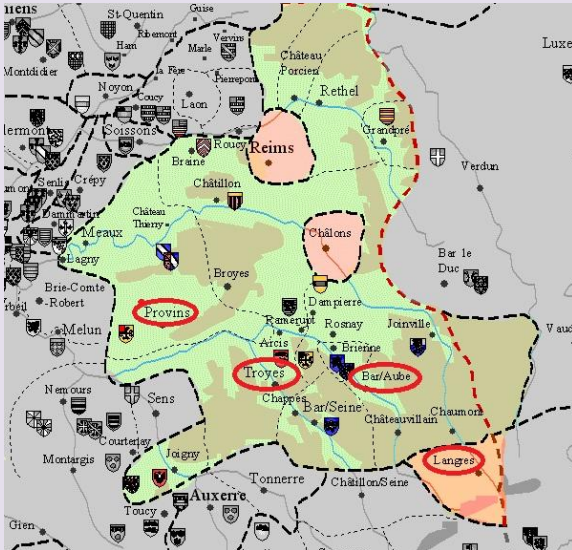 niens
St-Quentin
Guise
Ribemont
Vervins
Ham
Marle
Montdidier
la Fère
Pierrepont
Château
Porcien
Luxe
Noyon
Coucy
Laon
Rethel
lermont
Soissons
Roucy
Reims
Grandpré
Braine
Verdun
Senlis
Crépy
Châtillon
Dammartin
Château
Thierry
Meaux
Châlons
Lagny
Bar le
Duc
Brie-Comte
-Robert
Broyes
Provins
Dampierre
Melun
Ramerupt
Rosnay
Joinville
Vaud
Arcis
Brienne
Troyes
Bar/Aube
Nemours
Sens
Chappes
Bar/Seine
Chaumont
Châteauvillain
Courtenay
Joigny
Langres
Montargis
Tonnerre
Châtillon/Seine
Auxerre
Toucy
Gien